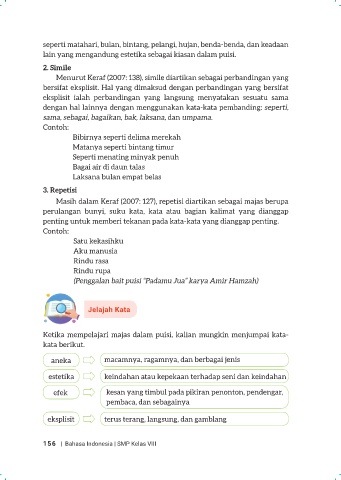 seperti matahari, bulan, bintang, pelangi, hujan, benda-benda, dan keadaan
lain yang mengandung estetika sebagai kiasan dalam puisi.
2. Simile
Menurut Keraf (2007: 138), simile diartikan sebagai perbandingan yang
bersifat eksplisit. Hal yang dimaksud dengan perbandingan yang bersifat
eksplisit ialah perbandingan yang langsung menyatakan sesuatu sama
dengan hal lainnya dengan menggunakan kata-kata pembanding: seperti,
sama, sebagai, bagaikan, bak, laksana, dan umpama.
Contoh:
Bibirnya seperti delima merekah
Matanya seperti bintang timur
Seperti menating minyak penuh
Bagai air di daun talas
Laksana bulan empat belas
3. Repetisi
Masih dalam Keraf (2007: 127), repetisi diartikan sebagai majas berupa
perulangan bunyi, suku kata, kata atau bagian kalimat yang dianggap
penting untuk memberi tekanan pada kata-kata yang dianggap penting.
Contoh:
Satu kekasihku
Aku manusia
Rindu rasa
Rindu rupa
(Penggalan bait puisi “Padamu Jua” karya Amir Hamzah)
Jelajah Kata
Ketika mempelajari majas dalam puisi, kalian mungkin menjumpai kata-
kata berikut.
aneka macamnya, ragamnya, dan berbagai jenis
estetika keindahan atau kepekaan terhadap seni dan keindahan
efek kesan yang timbul pada pikiran penonton, pendengar,
pembaca, dan sebagainya
eksplisit terus terang, langsung, dan gamblang
156 | Bahasa Indonesia | SMP Kelas VIII